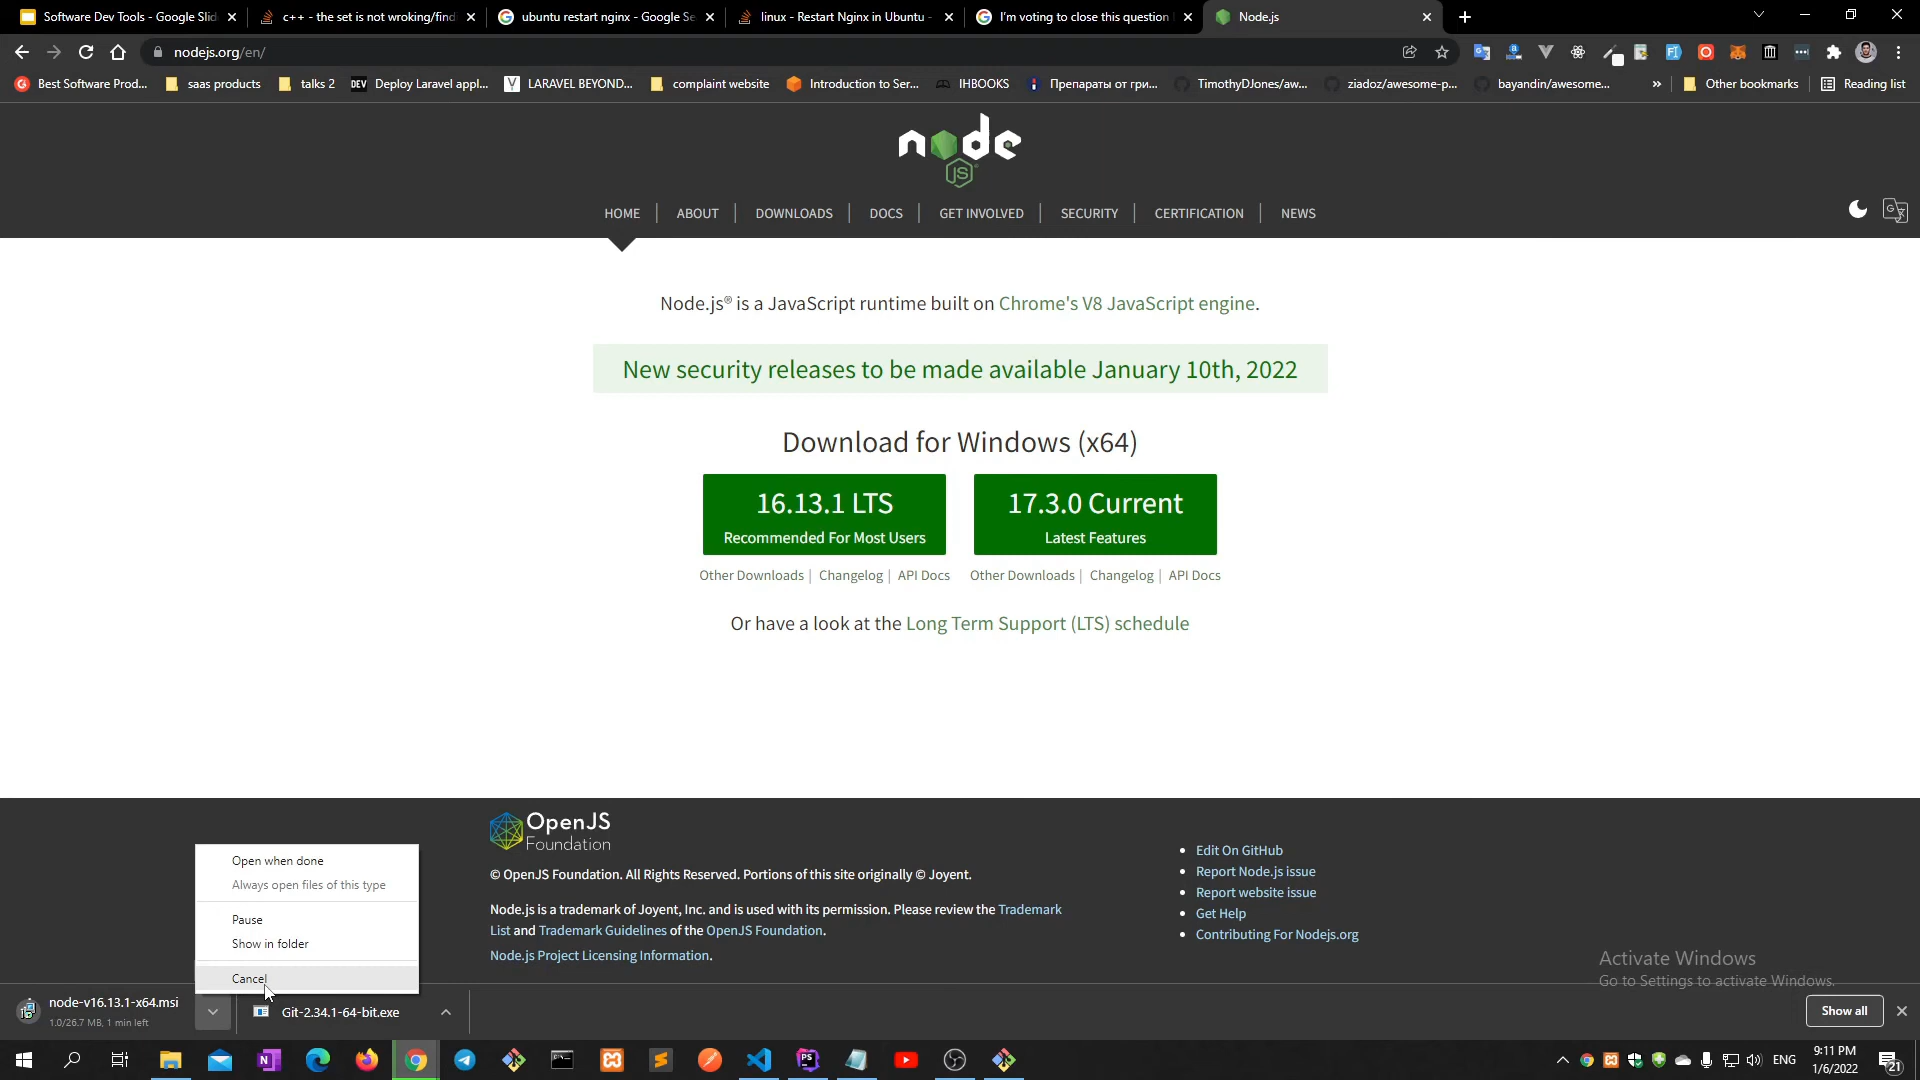 Software Dev Tools - Google Slid
c++ - the set is not wroking/find
ubuntu restart nginx - Google Se
linux - Restart Nginx in Ubuntu -
I'm voting to close this question
Node.js
nodejs.org/en/
Best Software Prod...
saas products
talks 2
DEV
Deploy Laravel appl...
LARAVEL BEYOND...
complaint website
Introduction to Ser...
IHBOOKS
Препараты от гри...
TimothyDJones/aw...
ziadoz/awesome-p...
bayandin/awesome...
»
Other bookmarks
Reading list
node
JS
HOME
ABOUT
DOWNLOADS
DOCS
GET INVOLVED
SECURITY
CERTIFICATION
NEWS
Node.js® is a JavaScript runtime built on Chrome's V8 JavaScript engine.
New security releases to be made available January 10th, 2022
Download for Windows (x64)
16.13.1 LTS
Recommended For Most Users
17.3.0 Current
Latest Features
Other Downloads | Changelog | API Docs
Other Downloads | Changelog | API Docs
Or have a look at the Long Term Support (LTS) schedule
OpenJS
Foundation
© OpenJS Foundation. All Rights Reserved. Portions of this site originally © Joyent.
Node.js is a trademark of Joyent, Inc. and is used with its permission. Please review the Trademark
List and Trademark Guidelines of the OpenJS Foundation.
Node.js Project Licensing Information.
Edit On GitHub
Report Node.js issue
Report website issue
Get Help
Contributing For Nodejs.org
Open when done
Always open files of this type
Pause
Show in folder
Cancel
Activate Windows
Go to Settings to activate Windows.
node-v16.13.1-x64.msi
1.0/26.7 MB, 1 min left
Git-2.34.1-64-bit.exe
Show all
ENG
9:11 PM
1/6/2022
21